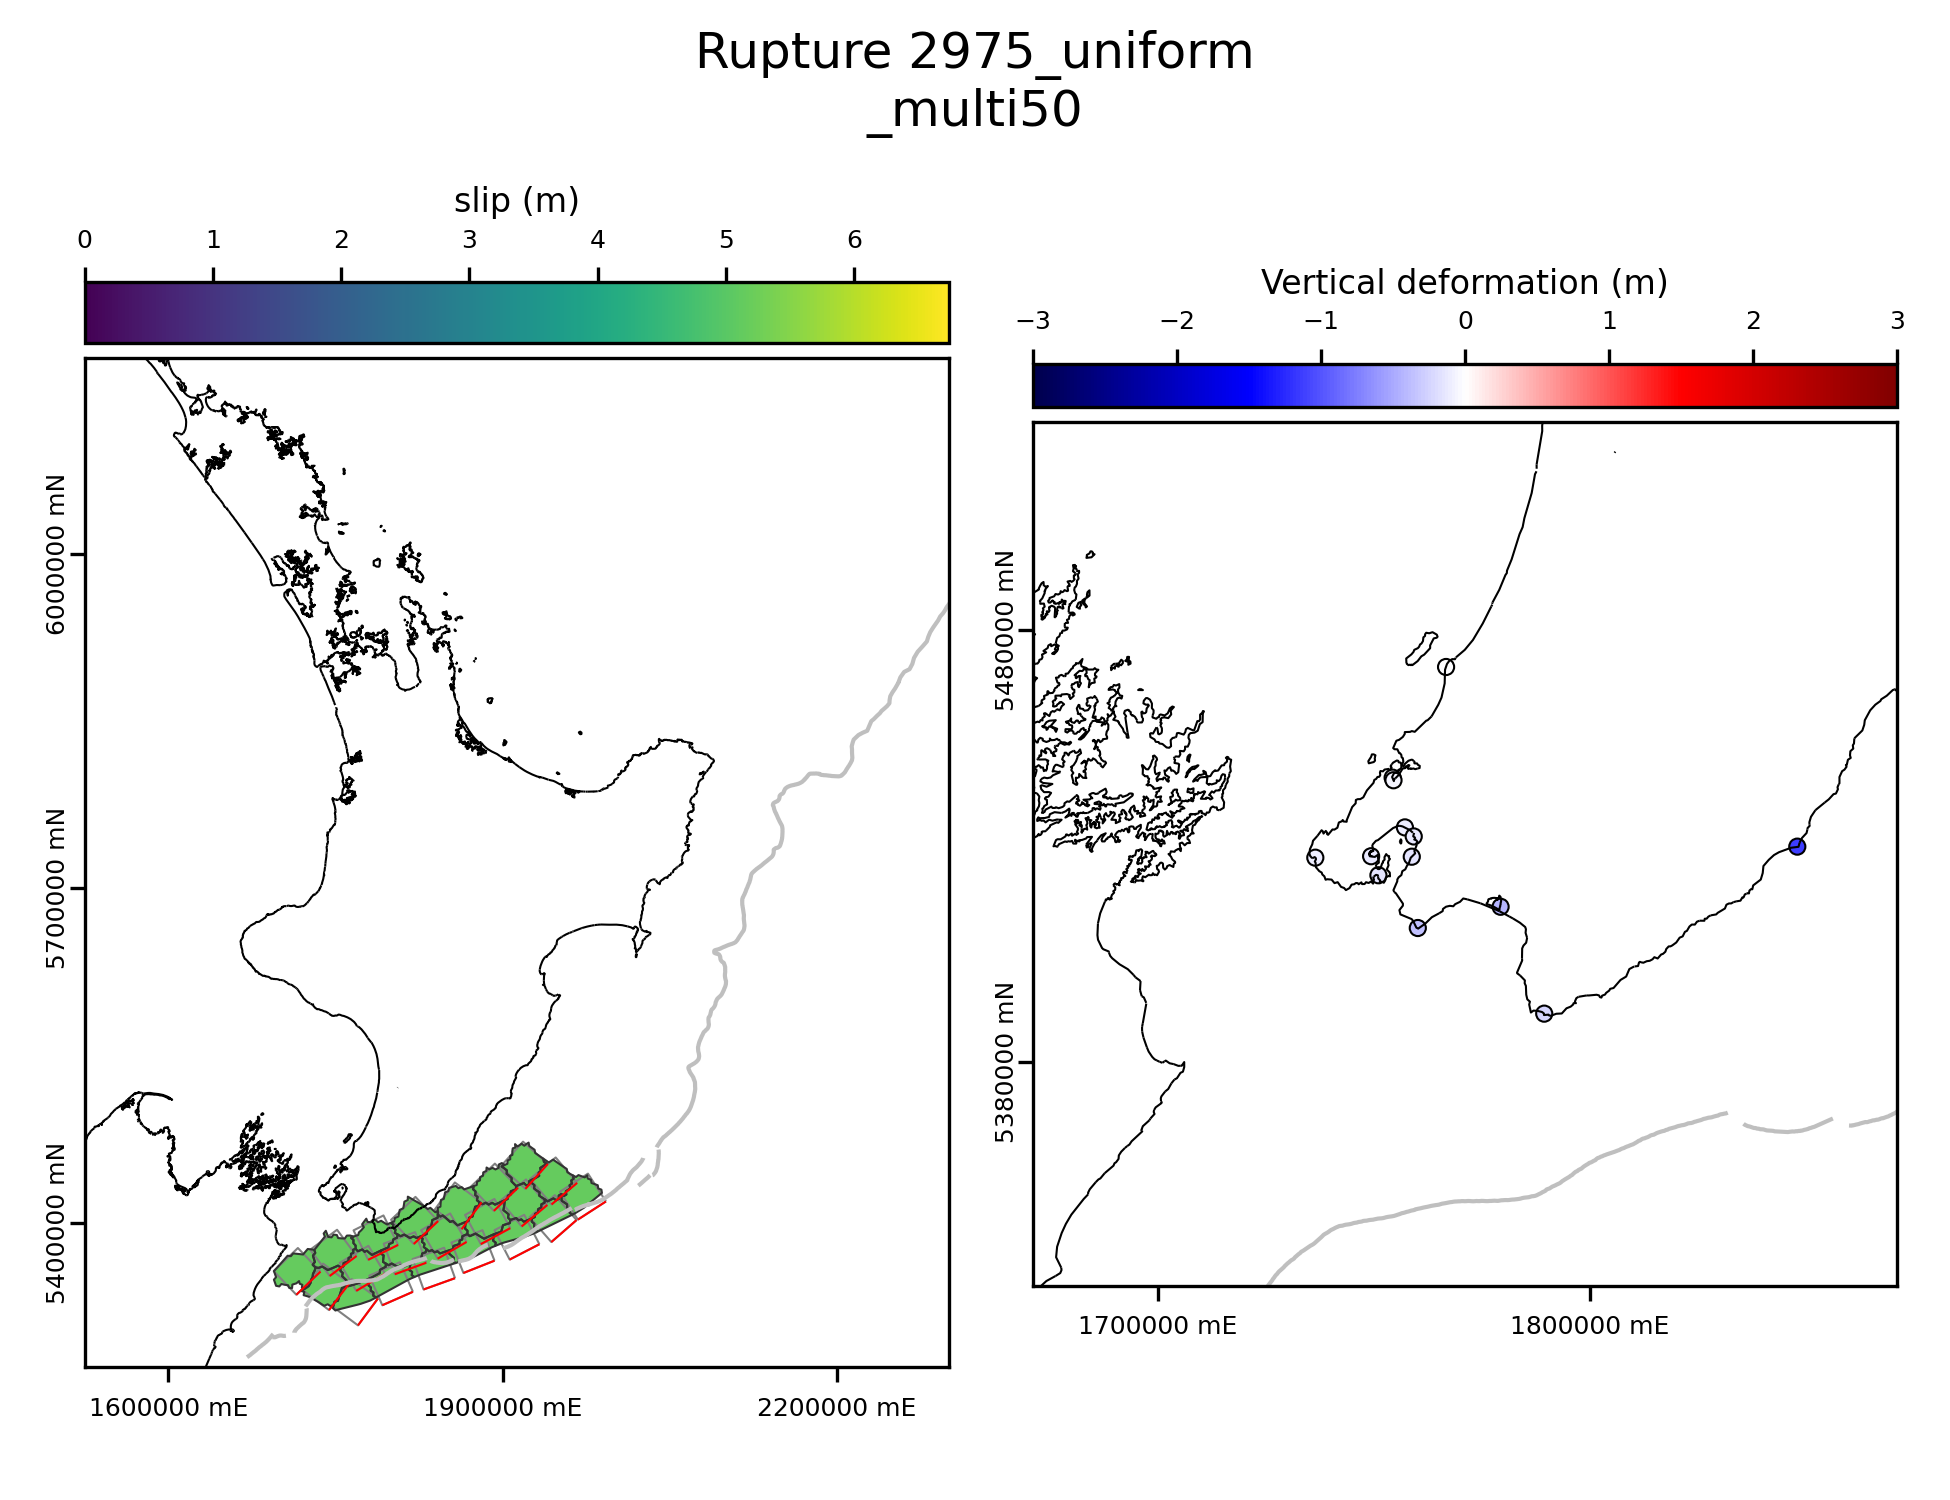 Rupture 2975_uniform
_multi50
slip (m)
0 1 2 3 4 5 6
6000000 mN
5700000 mN
5400000 mN
1600000 mE 1900000 mE 2200000 mE
Vertical deformation (m)
−3 −2 −1 0 1 2 3
5480000 mN
5380000 mN
1700000 mE 1800000 mE